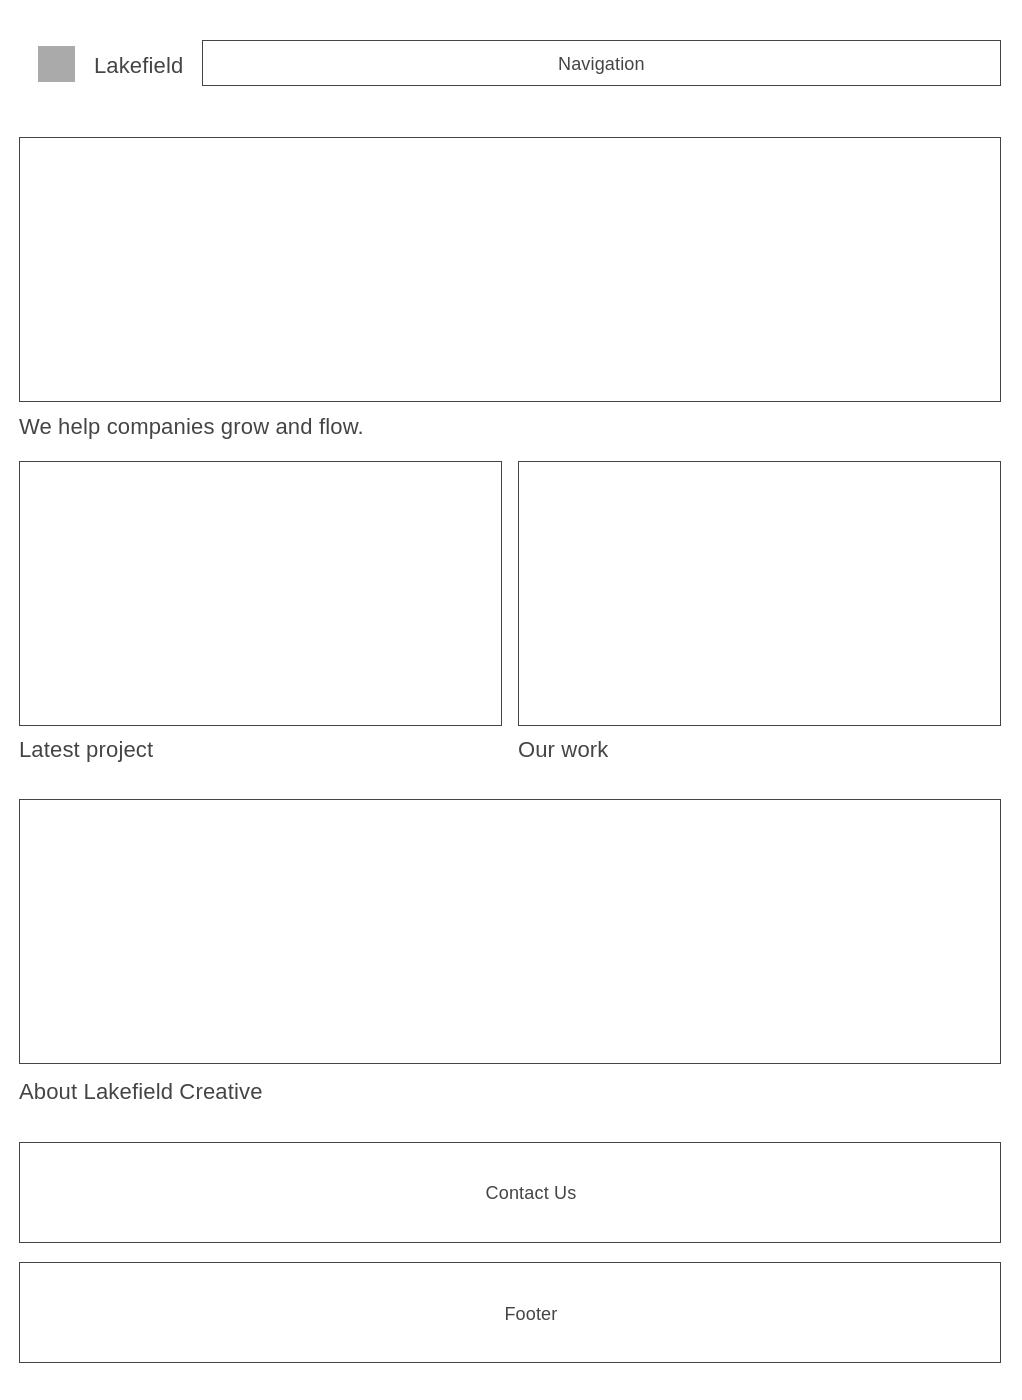 Lakefield
Navigation
We help companies grow and flow.
Latest project
Our work
About Lakefield Creative
Contact Us
Footer